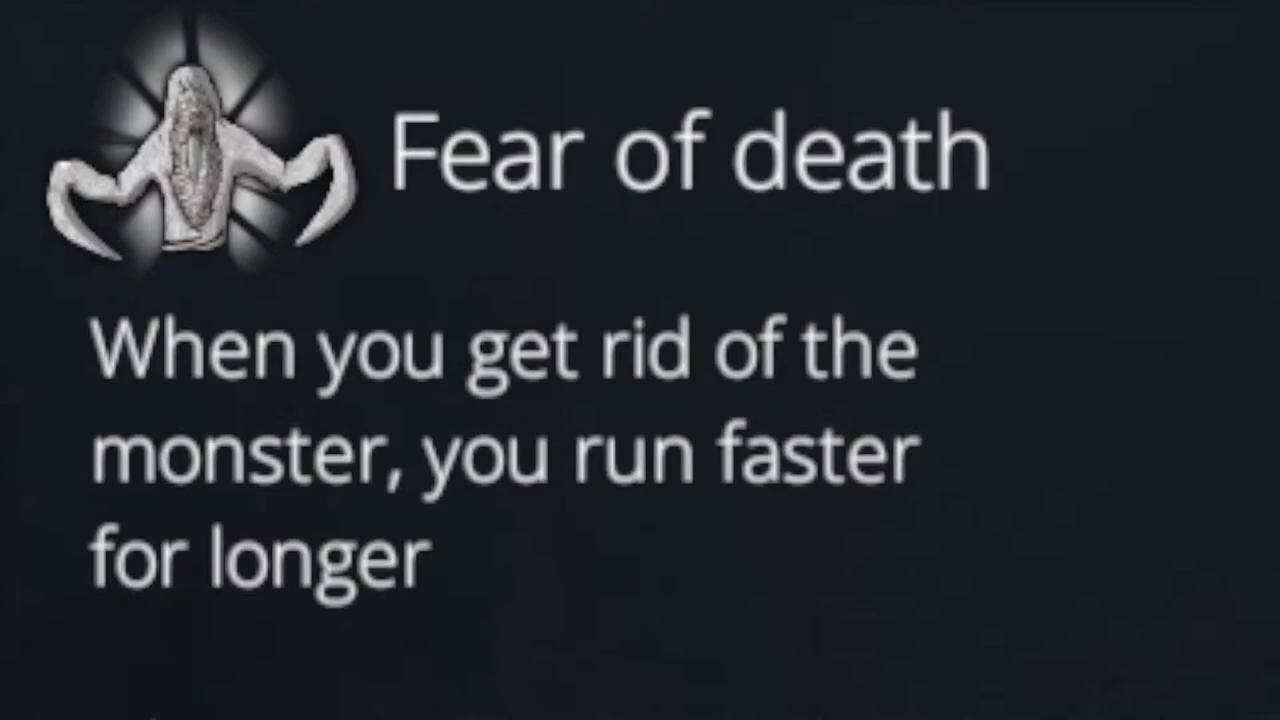 Fear of death
When you get rid of the
monster, you run faster
for longer